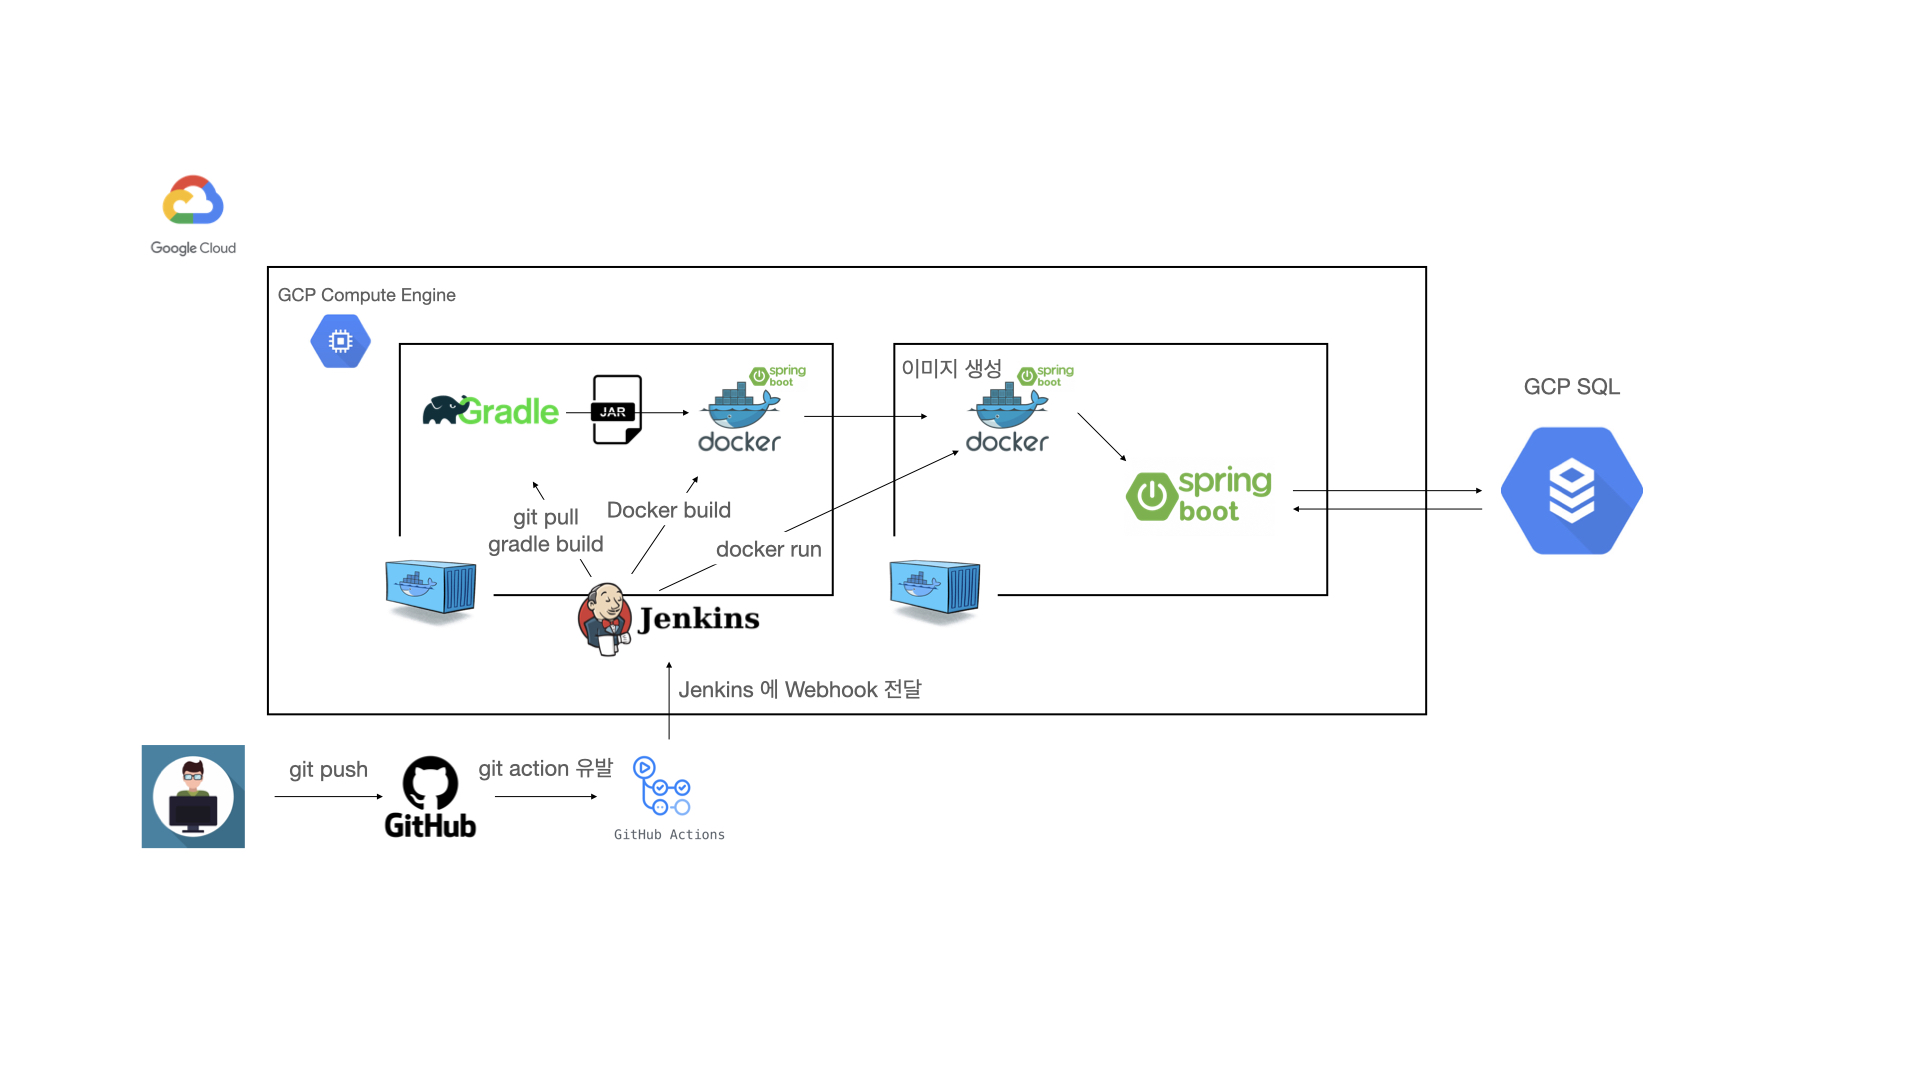 Google Cloud
GCP Compute Engine
Gradle
JAR
spring
boot
docker
이미지 생성
spring
boot
docker
spring
boot
GCP SQL
git pull
gradle build
Docker build
docker run
Jenkins
Jenkins 에 Webhook 전달
git push
GitHub
git action 유발
GitHub Actions